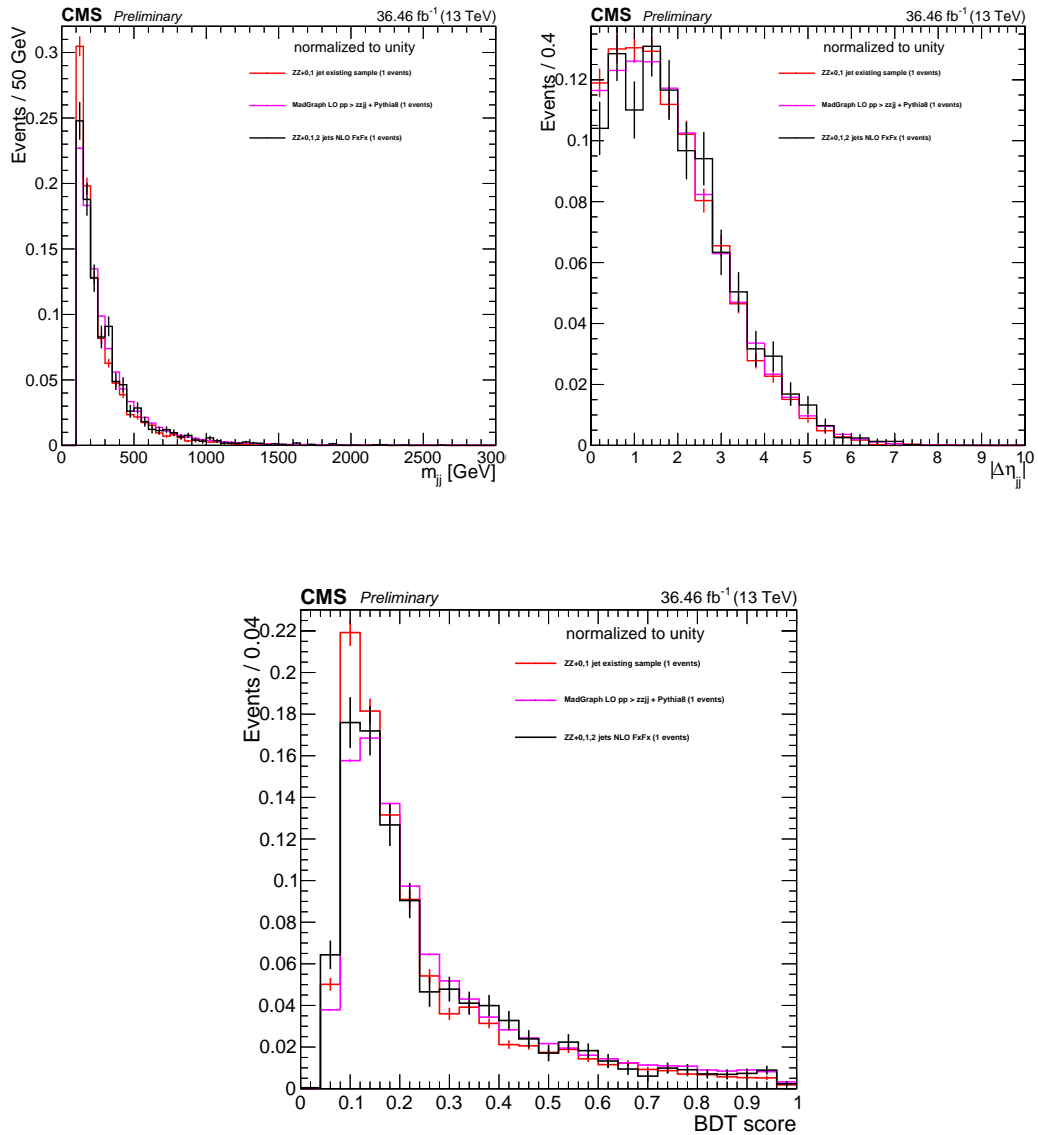 CMS Preliminary 36.46 fb⁻¹ (13 TeV)
Events / 50 GeV
normalized to unity
ZZ+0,1 jet existing sample (1 events)
MadGraph LO pp > zzjj + Pythia8 (1 events)
ZZ+0,1,2 jets NLO FxFx (1 events)
0.3
0.25
0.2
0.15
0.1
0.05
0
0 500 1000 1500 2000 2500 3000
m_jj [GeV]
CMS Preliminary 36.46 fb⁻¹ (13 TeV)
Events / 0.4
normalized to unity
ZZ+0,1 jet existing sample (1 events)
MadGraph LO pp > zzjj + Pythia8 (1 events)
ZZ+0,1,2 jets NLO FxFx (1 events)
0.12
0.1
0.08
0.06
0.04
0.02
0
0 1 2 3 4 5 6 7 8 9 10
|Δη_jj|
CMS Preliminary 36.46 fb⁻¹ (13 TeV)
Events / 0.04
normalized to unity
ZZ+0,1 jet existing sample (1 events)
MadGraph LO pp > zzjj + Pythia8 (1 events)
ZZ+0,1,2 jets NLO FxFx (1 events)
0.22
0.2
0.18
0.16
0.14
0.12
0.1
0.08
0.06
0.04
0.02
0
0 0.1 0.2 0.3 0.4 0.5 0.6 0.7 0.8 0.9 1
BDT score